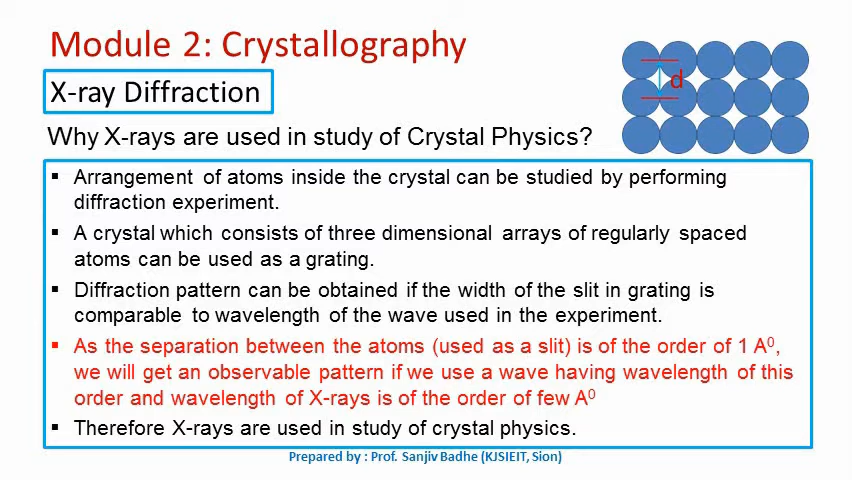 Module 2: Crystallography
X-ray Diffraction
d
Why X-rays are used in study of Crystal Physics?
▪ Arrangement of atoms inside the crystal can be studied by performing
diffraction experiment.
▪ A crystal which consists of three dimensional arrays of regularly spaced
atoms can be used as a grating.
▪ Diffraction pattern can be obtained if the width of the slit in grating is
comparable to wavelength of the wave used in the experiment.
▪ As the separation between the atoms (used as a slit) is of the order of 1 A⁰,
we will get an observable pattern if we use a wave having wavelength of this
order and wavelength of X-rays is of the order of few A⁰
▪ Therefore X-rays are used in study of crystal physics.
Prepared by : Prof. Sanjiv Badhe (KJSIEIT, Sion)